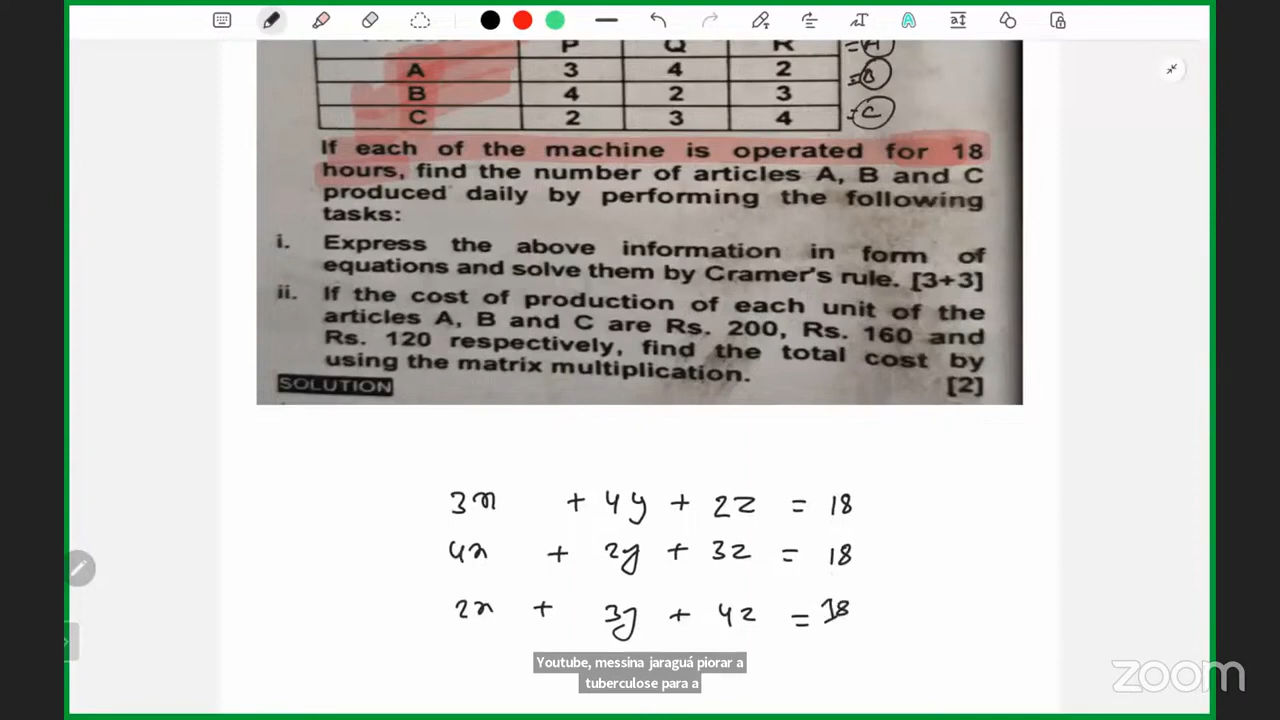 P Q R = A
A 3 4 2 = B
B 4 2 3
C 2 3 4 = C
If each of the machine is operated for 18
hours, find the number of articles A, B and C
produced daily by performing the following
tasks:
i. Express the above information in form of
equations and solve them by Cramer's rule. [3+3]
ii. If the cost of production of each unit of the
articles A, B and C are Rs. 200, Rs. 160 and
Rs. 120 respectively, find the total cost by
using the matrix multiplication. [2]
SOLUTION
3x + 4y + 2z = 18
4x + 2y + 3z = 18
2x + 3y + 4z = 18
Youtube, messina jaraguá piorar a
tuberculose para a
zoom